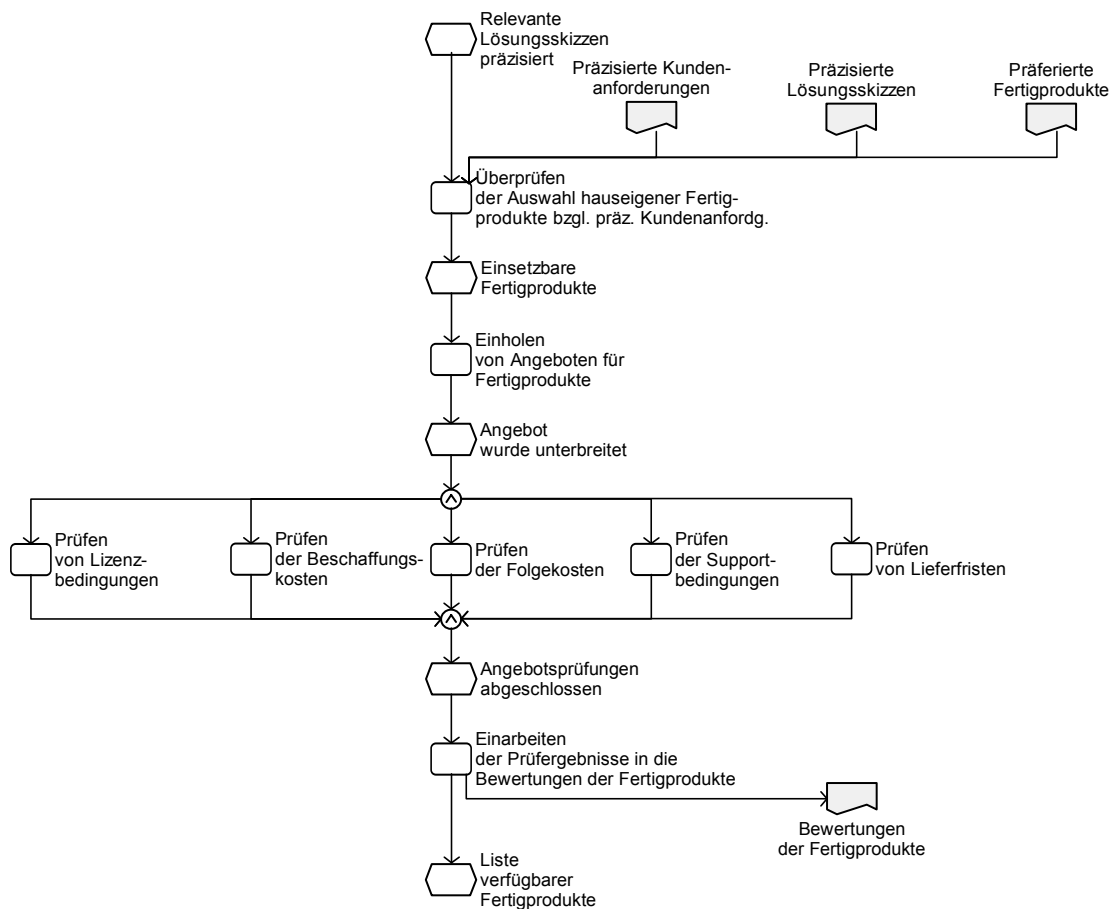 Relevante
Lösungsskizzen
präzisiert
Präzisierte Kunden-
anforderungen
Präzisierte
Lösungsskizzen
Präferierte
Fertigprodukte
Überprüfen
der Auswahl hauseigener Fertig-
produkte bzgl. präz. Kundenanfordg.
Einsetzbare
Fertigprodukte
Einholen
von Angeboten für
Fertigprodukte
Angebot
wurde unterbreitet
Prüfen
von Lizenz-
bedingungen
Prüfen
der Beschaffungs-
kosten
Prüfen
der Folgekosten
Prüfen
der Support-
bedingungen
Prüfen
von Lieferfristen
Angebotsprüfungen
abgeschlossen
Einarbeiten
der Prüfergebnisse in die
Bewertungen der Fertigprodukte
Bewertungen
der Fertigprodukte
Liste
verfügbarer
Fertigprodukte